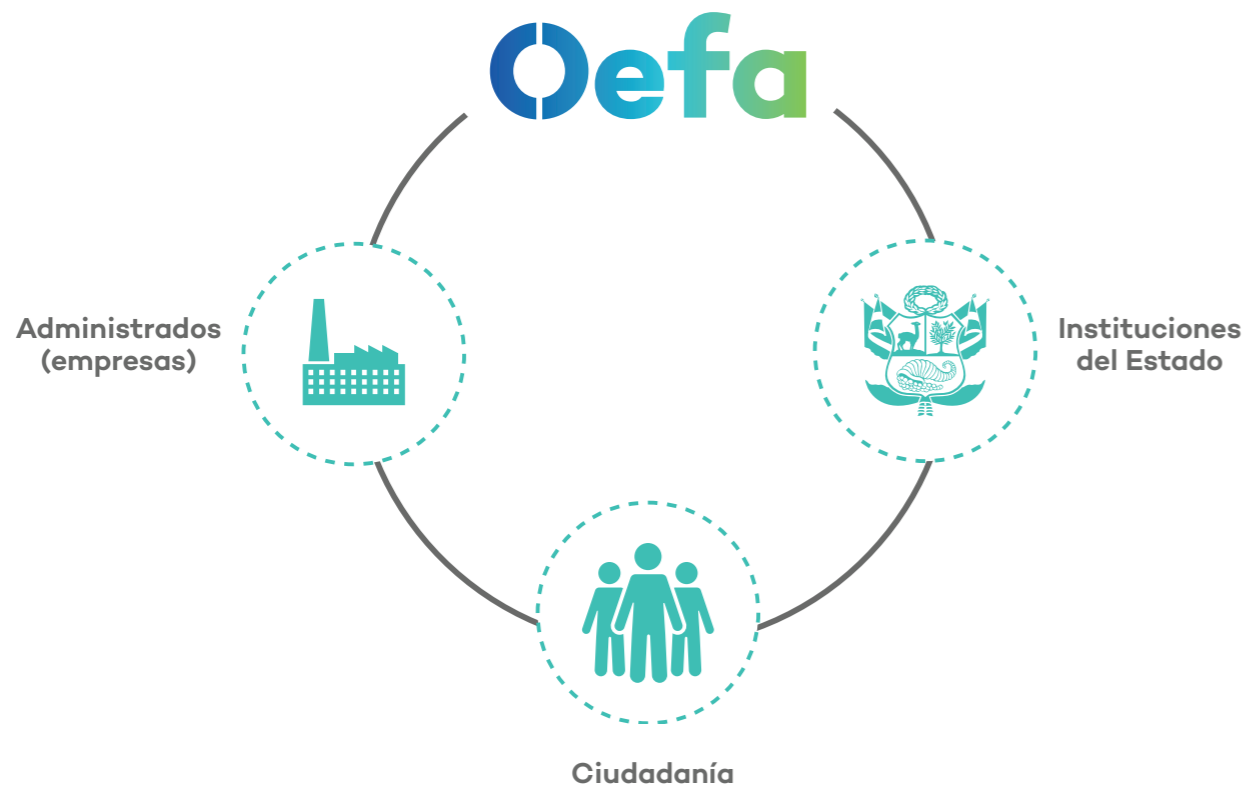 Oefa
Administrados
(empresas)
Instituciones
del Estado
Ciudadanía